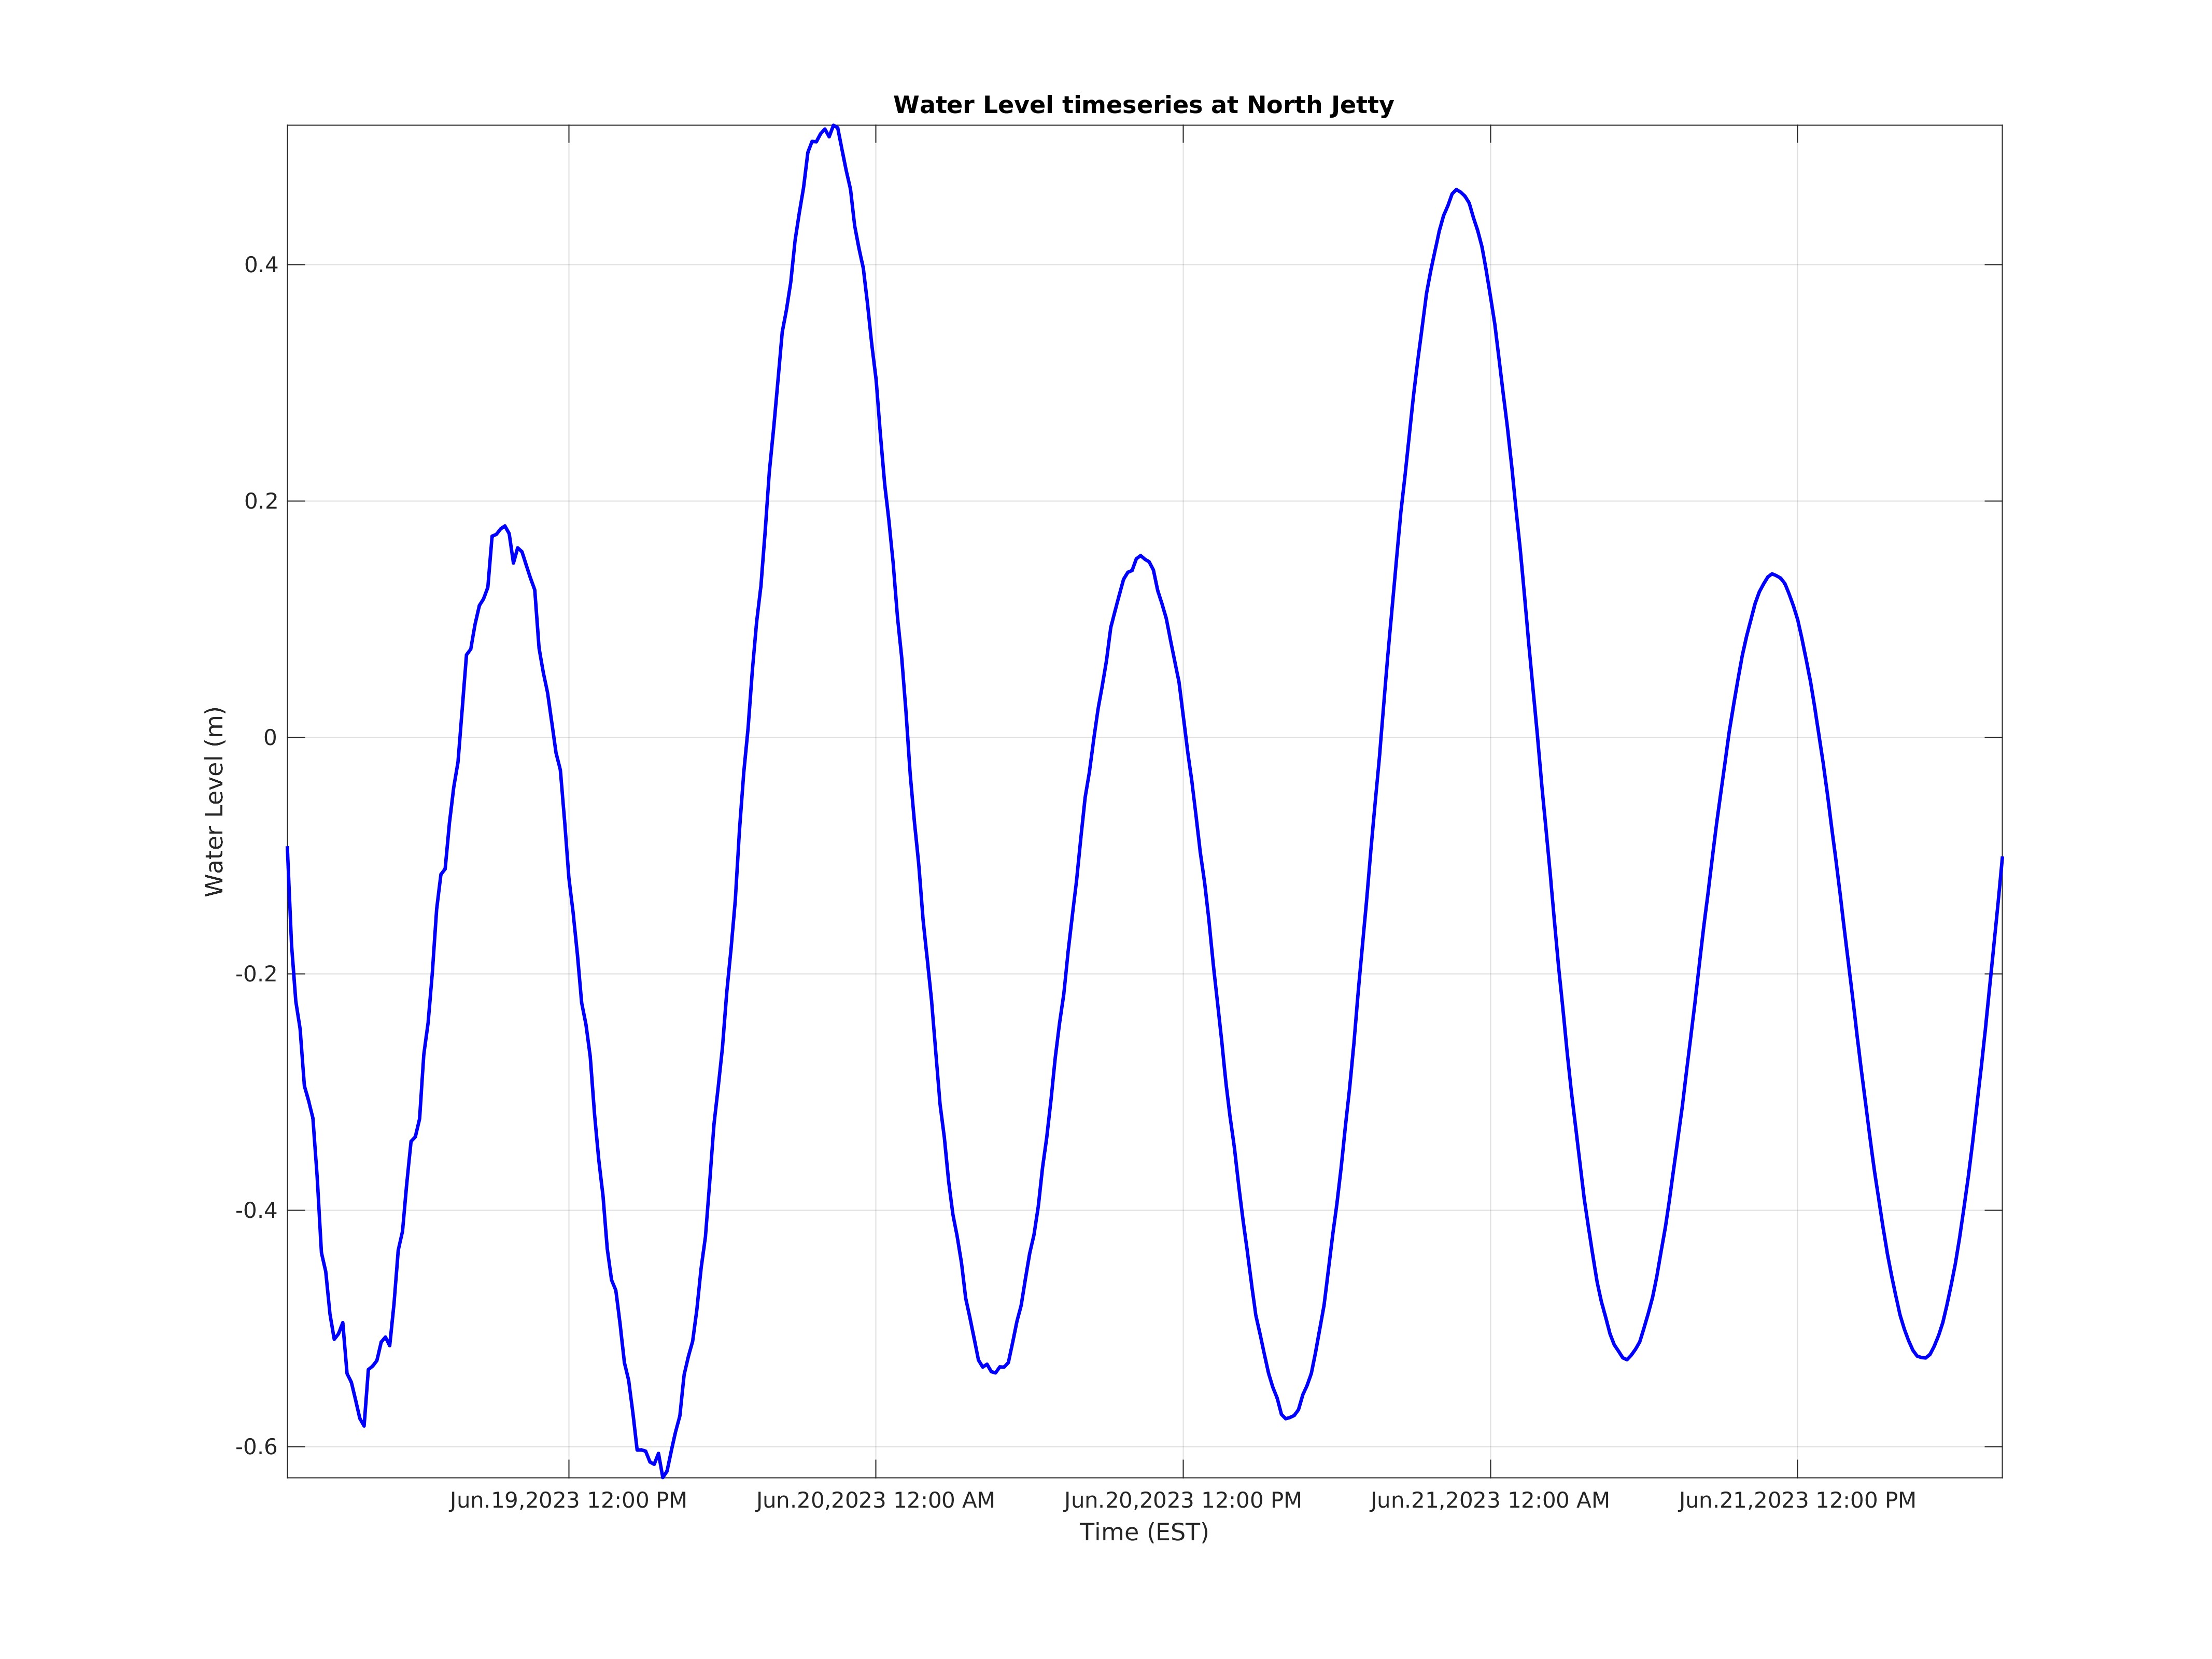 Water Level timeseries at North Jetty
0.4
0.2
0
-0.2
-0.4
-0.6
Water Level (m)
Jun.19,2023 12:00 PM
Jun.20,2023 12:00 AM
Jun.20,2023 12:00 PM
Jun.21,2023 12:00 AM
Jun.21,2023 12:00 PM
Time (EST)